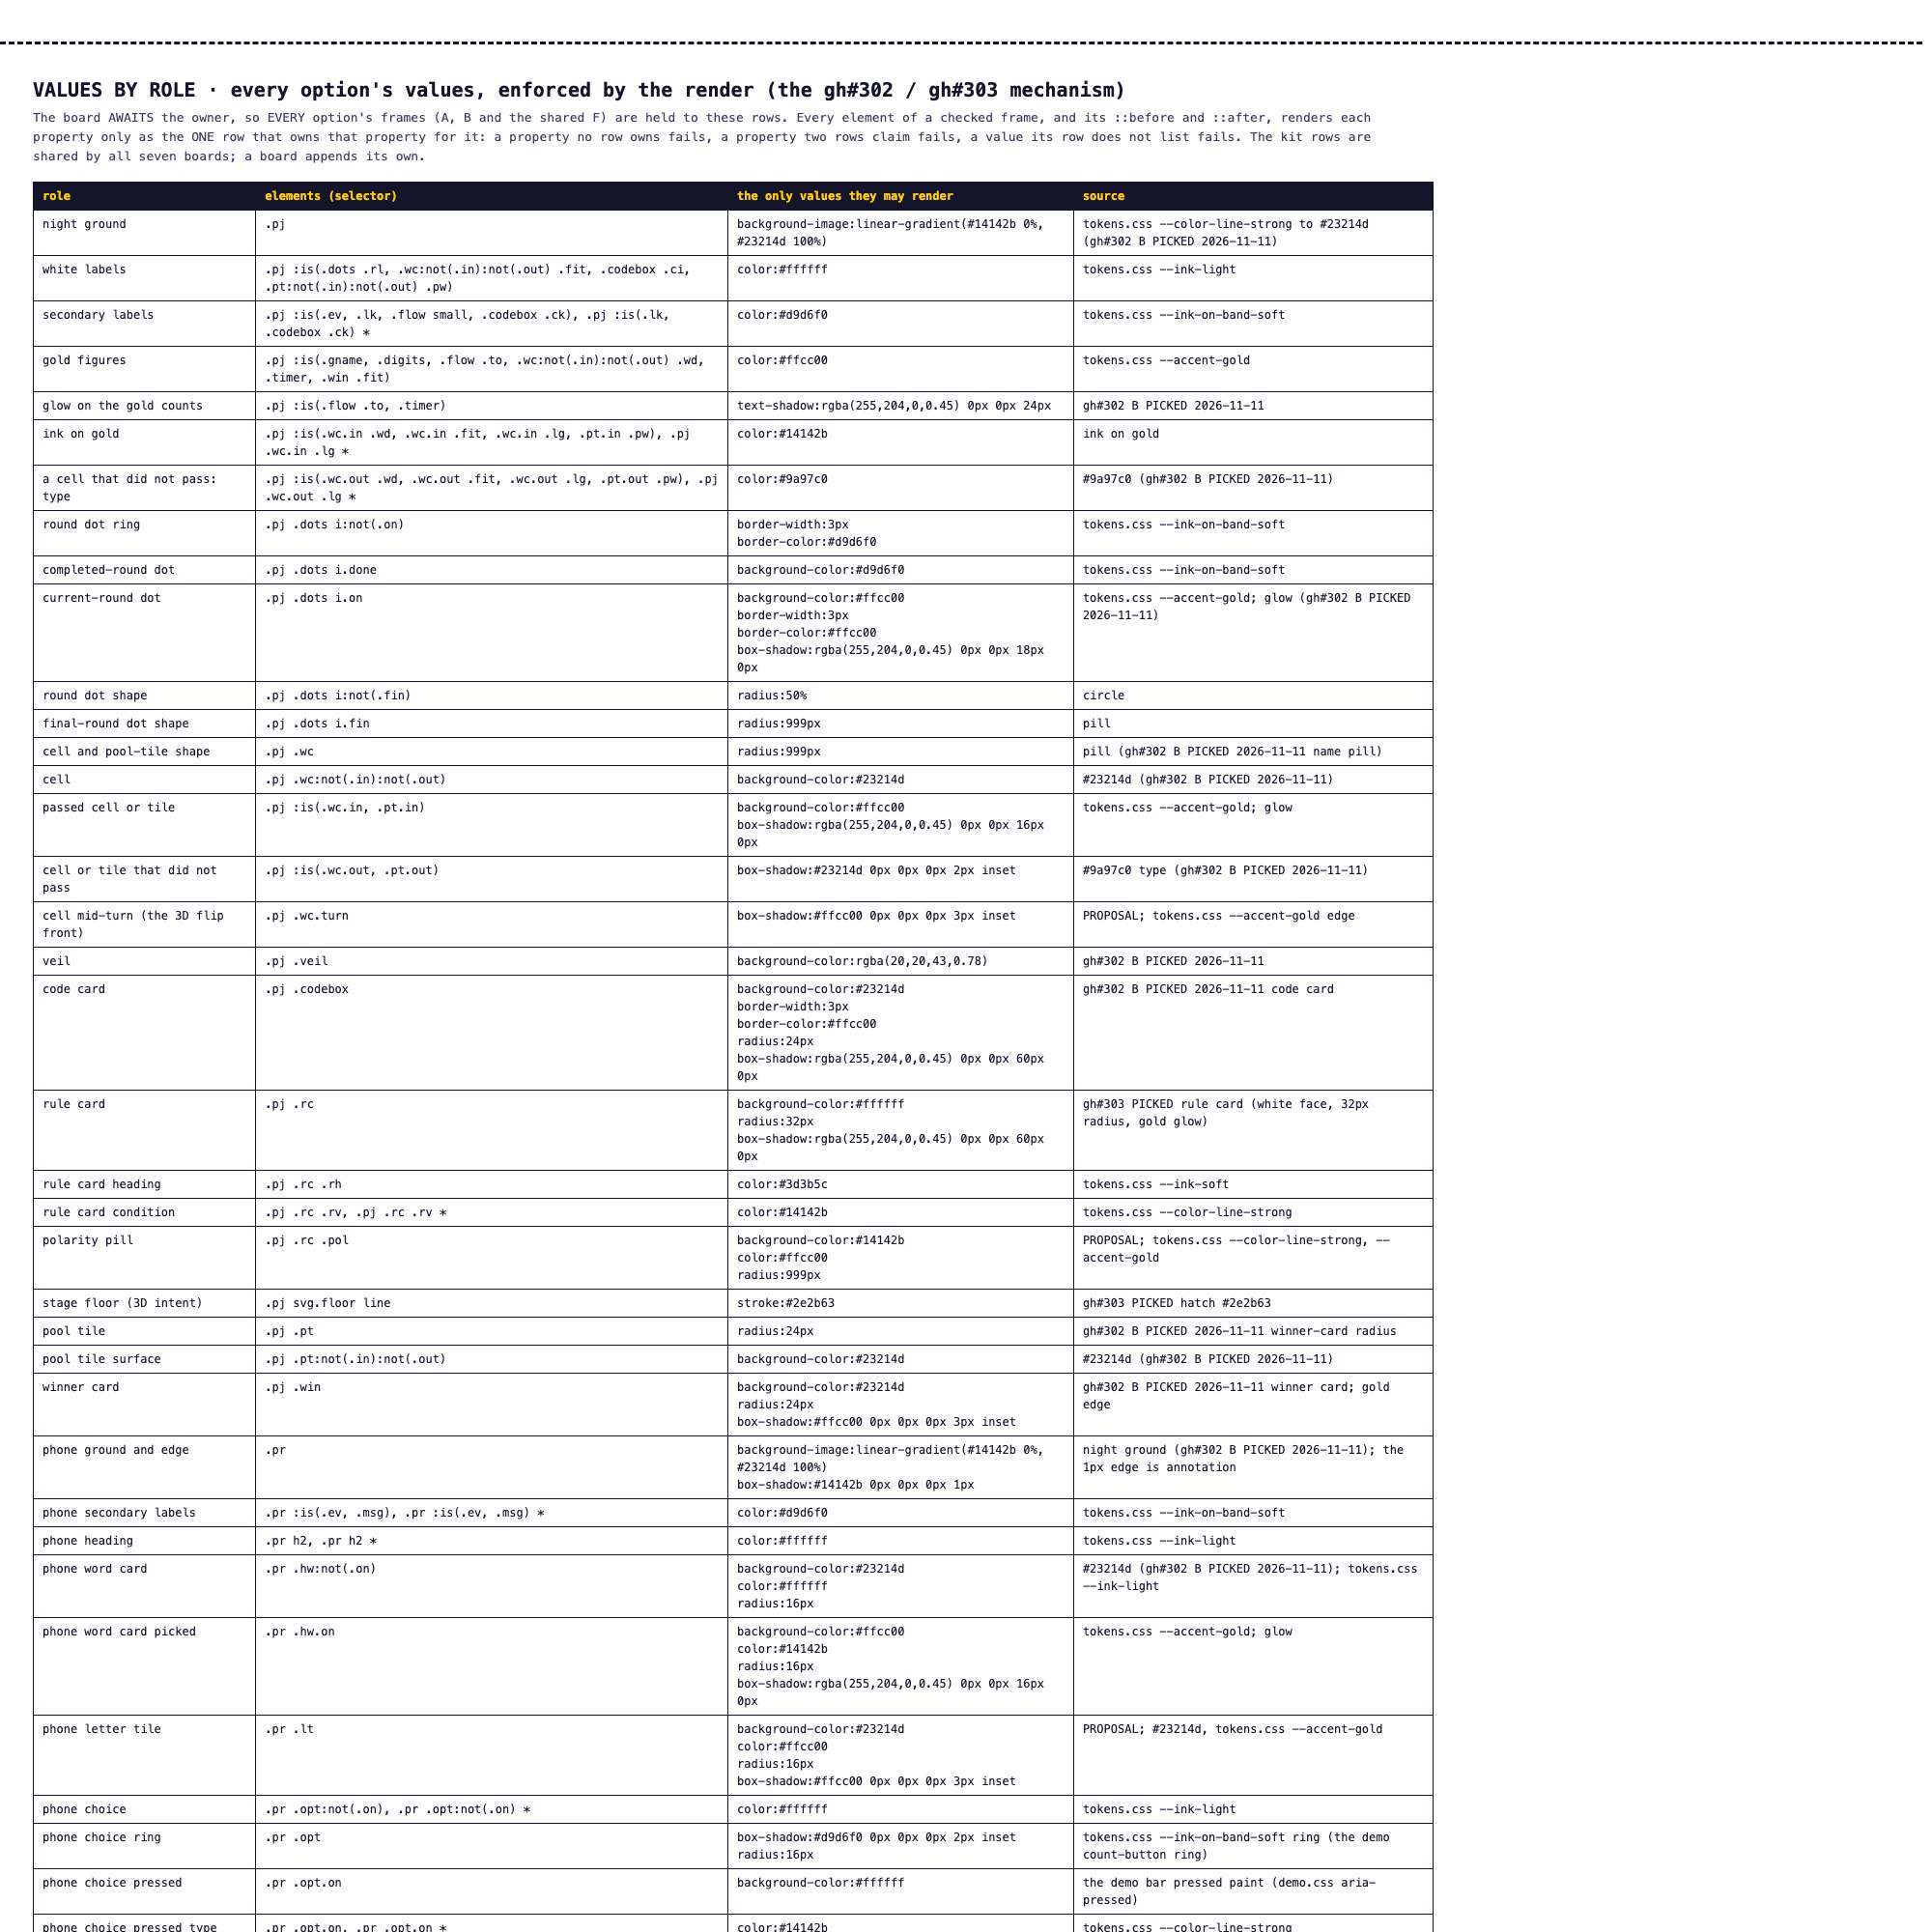 VALUES BY ROLE · every option's values, enforced by the render (the gh#302 / gh#303 mechanism)
The board AWAITS the owner, so EVERY option's frames (A, B and the shared F) are held to these rows. Every element of a checked frame, and its ::before and ::after, renders each
property only as the ONE row that owns that property for it: a property no row owns fails, a property two rows claim fails, a value its row does not list fails. The kit rows are
shared by all seven boards; a board appends its own.
role elements (selector) the only values they may render source
night ground .pj background-image:linear-gradient(#14142b 0%, tokens.css --color-line-strong to #23214d
#23214d 100%) (gh#302 B PICKED 2026-11-11)
white labels .pj :is(.dots .rl, .wc:not(.in):not(.out) .fit, .codebox .ci, color:#ffffff tokens.css --ink-light
.pt:not(.in):not(.out) .pw)
secondary labels .pj :is(.ev, .lk, .flow small, .codebox .ck), .pj :is(.lk, color:#d9d6f0 tokens.css --ink-on-band-soft
.codebox .ck) *
gold figures .pj :is(.gname, .digits, .flow .to, .wc:not(.in):not(.out) .wd, color:#ffcc00 tokens.css --accent-gold
.timer, .win .fit)
glow on the gold counts .pj :is(.flow .to, .timer) text-shadow:rgba(255,204,0,0.45) 0px 0px 24px gh#302 B PICKED 2026-11-11
ink on gold .pj :is(.wc.in .wd, .wc.in .fit, .wc.in .lg, .pt.in .pw), .pj color:#14142b ink on gold
.wc.in .lg *
a cell that did not pass: .pj :is(.wc.out .wd, .wc.out .fit, .wc.out .lg, .pt.out .pw), .pj color:#9a97c0 #9a97c0 (gh#302 B PICKED 2026-11-11)
type .wc.out .lg *
round dot ring .pj .dots i:not(.on) border-width:3px tokens.css --ink-on-band-soft
border-color:#d9d6f0
completed-round dot .pj .dots i.done background-color:#d9d6f0 tokens.css --ink-on-band-soft
current-round dot .pj .dots i.on background-color:#ffcc00 tokens.css --accent-gold; glow (gh#302 B PICKED
border-width:3px 2026-11-11)
border-color:#ffcc00
box-shadow:rgba(255,204,0,0.45) 0px 0px 18px
0px
round dot shape .pj .dots i:not(.fin) radius:50% circle
final-round dot shape .pj .dots i.fin radius:999px pill
cell and pool-tile shape .pj .wc radius:999px pill (gh#302 B PICKED 2026-11-11 name pill)
cell .pj .wc:not(.in):not(.out) background-color:#23214d #23214d (gh#302 B PICKED 2026-11-11)
passed cell or tile .pj :is(.wc.in, .pt.in) background-color:#ffcc00 tokens.css --accent-gold; glow
box-shadow:rgba(255,204,0,0.45) 0px 0px 16px
0px
cell or tile that did not .pj :is(.wc.out, .pt.out) box-shadow:#23214d 0px 0px 0px 2px inset #9a97c0 type (gh#302 B PICKED 2026-11-11)
pass
cell mid-turn (the 3D flip .pj .wc.turn box-shadow:#ffcc00 0px 0px 0px 3px inset PROPOSAL; tokens.css --accent-gold edge
front)
veil .pj .veil background-color:rgba(20,20,43,0.78) gh#302 B PICKED 2026-11-11
code card .pj .codebox background-color:#23214d gh#302 B PICKED 2026-11-11 code card
border-width:3px
border-color:#ffcc00
radius:24px
box-shadow:rgba(255,204,0,0.45) 0px 0px 60px
0px
rule card .pj .rc background-color:#ffffff gh#303 PICKED rule card (white face, 32px
radius:32px radius, gold glow)
box-shadow:rgba(255,204,0,0.45) 0px 0px 60px
0px
rule card heading .pj .rc .rh color:#3d3b5c tokens.css --ink-soft
rule card condition .pj .rc .rv, .pj .rc .rv * color:#14142b tokens.css --color-line-strong
polarity pill .pj .rc .pol background-color:#14142b PROPOSAL; tokens.css --color-line-strong, --
color:#ffcc00 accent-gold
radius:999px
stage floor (3D intent) .pj svg.floor line stroke:#2e2b63 gh#303 PICKED hatch #2e2b63
pool tile .pj .pt radius:24px gh#302 B PICKED 2026-11-11 winner-card radius
pool tile surface .pj .pt:not(.in):not(.out) background-color:#23214d #23214d (gh#302 B PICKED 2026-11-11)
winner card .pj .win background-color:#23214d gh#302 B PICKED 2026-11-11 winner card; gold
radius:24px edge
box-shadow:#ffcc00 0px 0px 0px 3px inset
phone ground and edge .pr background-image:linear-gradient(#14142b 0%, night ground (gh#302 B PICKED 2026-11-11); the
#23214d 100%) 1px edge is annotation
box-shadow:#14142b 0px 0px 0px 1px
phone secondary labels .pr :is(.ev, .msg), .pr :is(.ev, .msg) * color:#d9d6f0 tokens.css --ink-on-band-soft
phone heading .pr h2, .pr h2 * color:#ffffff tokens.css --ink-light
phone word card .pr .hw:not(.on) background-color:#23214d #23214d (gh#302 B PICKED 2026-11-11); tokens.css
color:#ffffff --ink-light
radius:16px
phone word card picked .pr .hw.on background-color:#ffcc00 tokens.css --accent-gold; glow
color:#14142b
radius:16px
box-shadow:rgba(255,204,0,0.45) 0px 0px 16px
0px
phone letter tile .pr .lt background-color:#23214d PROPOSAL; #23214d, tokens.css --accent-gold
color:#ffcc00
radius:16px
box-shadow:#ffcc00 0px 0px 0px 3px inset
phone choice .pr .opt:not(.on), .pr .opt:not(.on) * color:#ffffff tokens.css --ink-light
phone choice ring .pr .opt box-shadow:#d9d6f0 0px 0px 0px 2px inset tokens.css --ink-on-band-soft ring (the demo
radius:16px count-button ring)
phone choice pressed .pr .opt.on background-color:#ffffff the demo bar pressed paint (demo.css aria-
pressed)
phone choice pressed type .pr .opt.on, .pr .opt.on * color:#14142b tokens.css --color-line-strong